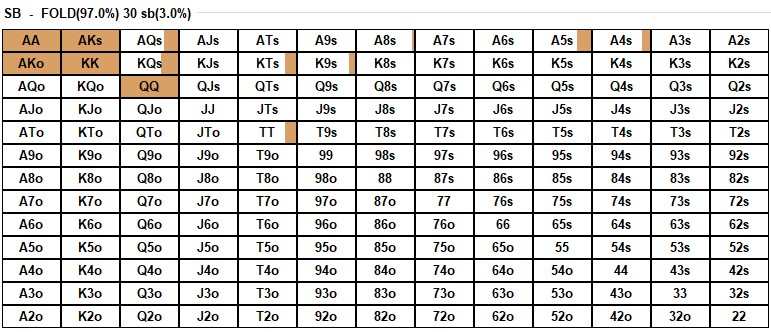 SB - FOLD(97.0%) 30 sb(3.0%)
AA AKs AQs AJs ATs A9s A8s A7s A6s A5s A4s A3s A2s
AKo KK KQs KJs KTs K9s K8s K7s K6s K5s K4s K3s K2s
AQo KQo QQ QJs QTs Q9s Q8s Q7s Q6s Q5s Q4s Q3s Q2s
AJo KJo QJo JJ JTs J9s J8s J7s J6s J5s J4s J3s J2s
ATo KTo QTo JTo TT T9s T8s T7s T6s T5s T4s T3s T2s
A9o K9o Q9o J9o T9o 99 98s 97s 96s 95s 94s 93s 92s
A8o K8o Q8o J8o T8o 98o 88 87s 86s 85s 84s 83s 82s
A7o K7o Q7o J7o T7o 97o 87o 77 76s 75s 74s 73s 72s
A6o K6o Q6o J6o T6o 96o 86o 76o 66 65s 64s 63s 62s
A5o K5o Q5o J5o T5o 95o 85o 75o 65o 55 54s 53s 52s
A4o K4o Q4o J4o T4o 94o 84o 74o 64o 54o 44 43s 42s
A3o K3o Q3o J3o T3o 93o 83o 73o 63o 53o 43o 33 32s
A2o K2o Q2o J2o T2o 92o 82o 72o 62o 52o 42o 32o 22